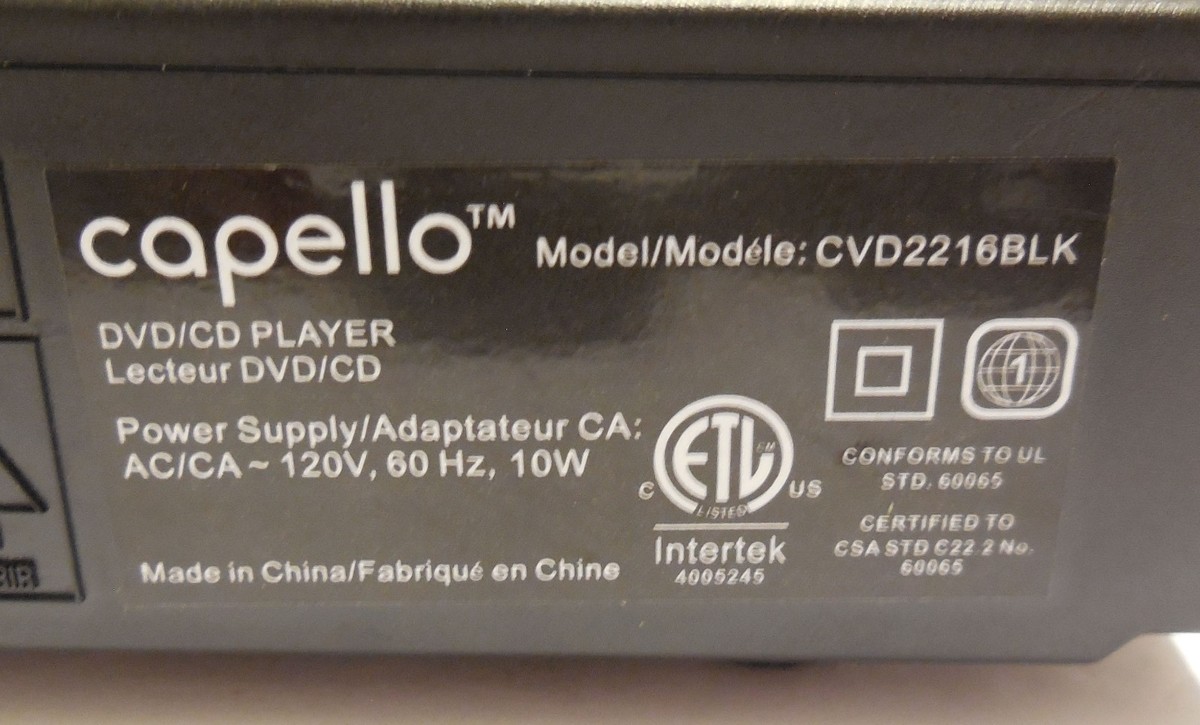 capello™ Model/Modéle: CVD2216BLK
DVD/CD PLAYER
Lecteur DVD/CD
Power Supply/Adaptateur CA:
AC/CA ~ 120V, 60 Hz, 10W
Made in China/Fabriqué en Chine
1
ETL
CM
C US
LISTED
Intertek
4005245
CONFORMS TO UL
STD. 60065
CERTIFIED TO
CSA STD C22.2 No.
60065